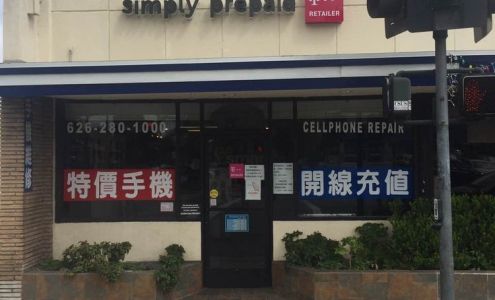 simply prepaid
RETAILER
626-280-1000
CELLPHONE REPAIR
特價手機
開線充值